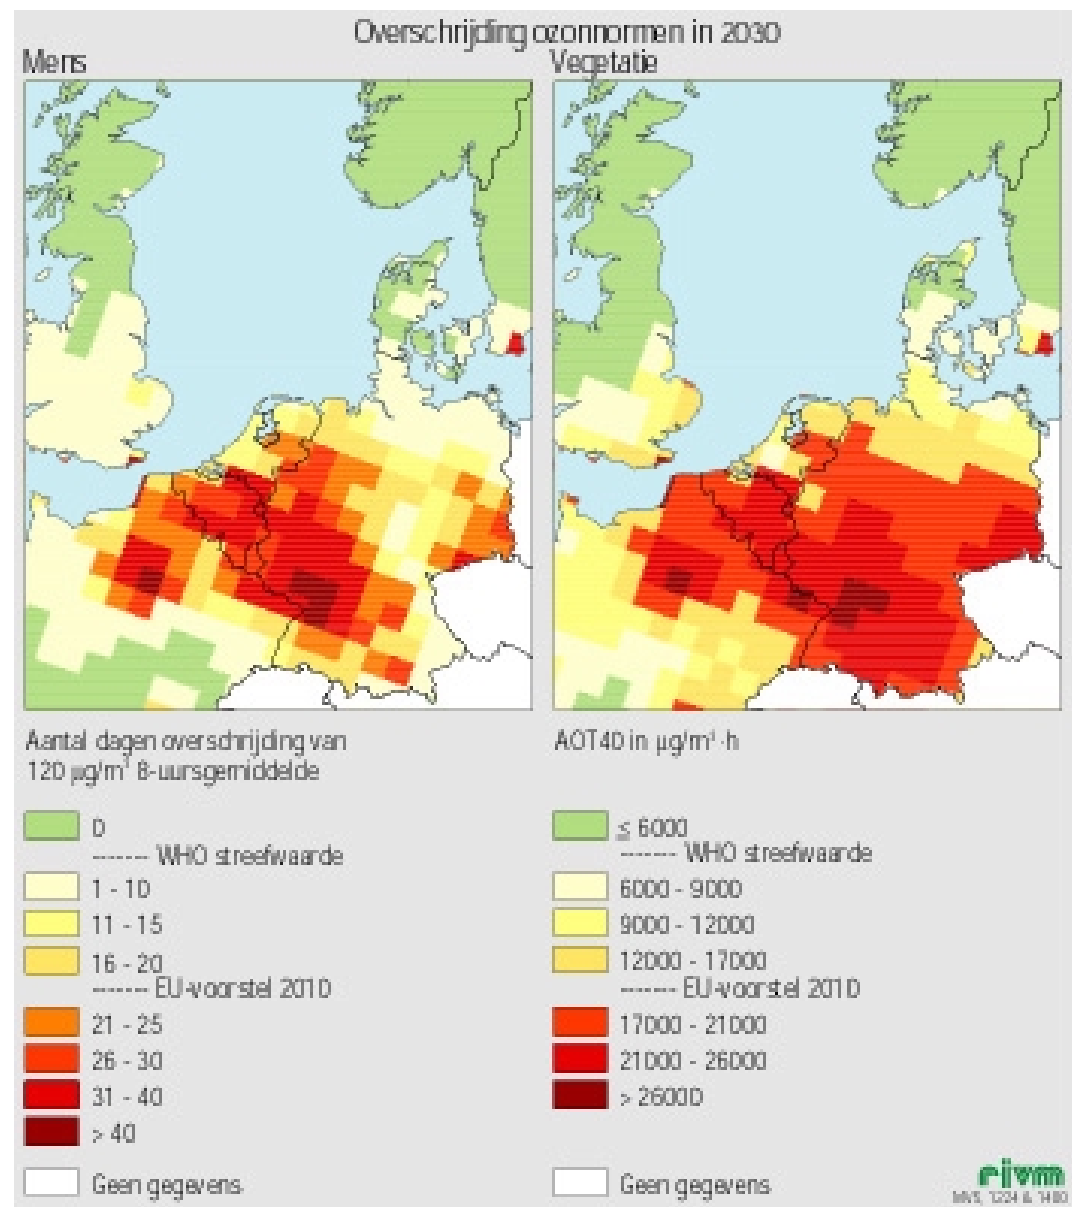 Overschrijding ozonnormen in 2030
Mens
Vegetatie
Aantal dagen overschrijding van
120 µg/m³ 8-uursgemiddelde
0
------- WHO streefwaarde
1 - 10
11 - 15
16 - 20
------- EU-voorstel 2010
21 - 25
26 - 30
31 - 40
> 40
Geen gegevens
AOT40 in µg/m³·h
≤ 6000
------- WHO streefwaarde
6000 - 9000
9000 - 12000
12000 - 17000
------- EU-voorstel 2010
17000 - 21000
21000 - 26000
> 26000
Geen gegevens
rivm